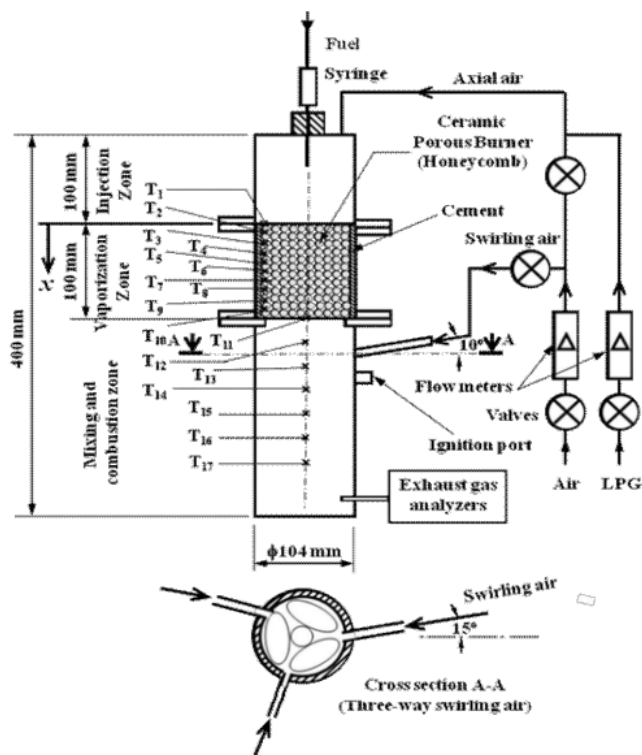 Fuel
Syringe
Axial air
Ceramic
Porous Burner
(Honeycomb)
Cement
Swirling air
100 mm
Injection
Zone
T1
T2
T3
T4
T5
T6
T7
T8
T9
T10
T11
T12
T13
T14
T15
T16
T17
x
100 mm
Vaporization
Zone
400 mm
Mixing and
combustion zone
A
10°
A
Flow meters
Valves
Ignition port
Air
LPG
Exhaust gas
analyzers
ϕ104 mm
Swirling air
15°
Cross section A-A
(Three-way swirling air)